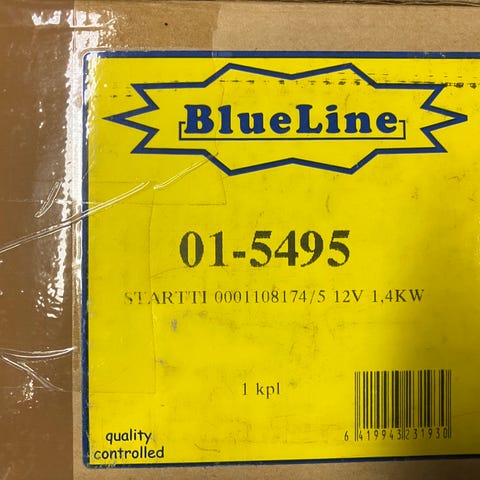 BlueLine
01-5495
STARTTI 0001108174/5 12V 1,4KW
1 kpl
6 419943 231930
quality
controlled